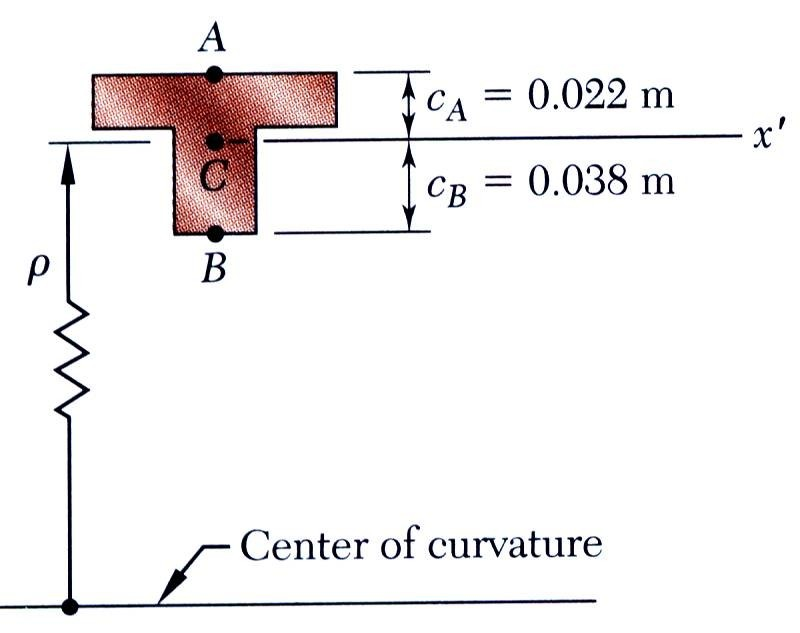 A
c_A = 0.022 m
x′
C
c_B = 0.038 m
B
ρ
Center of curvature